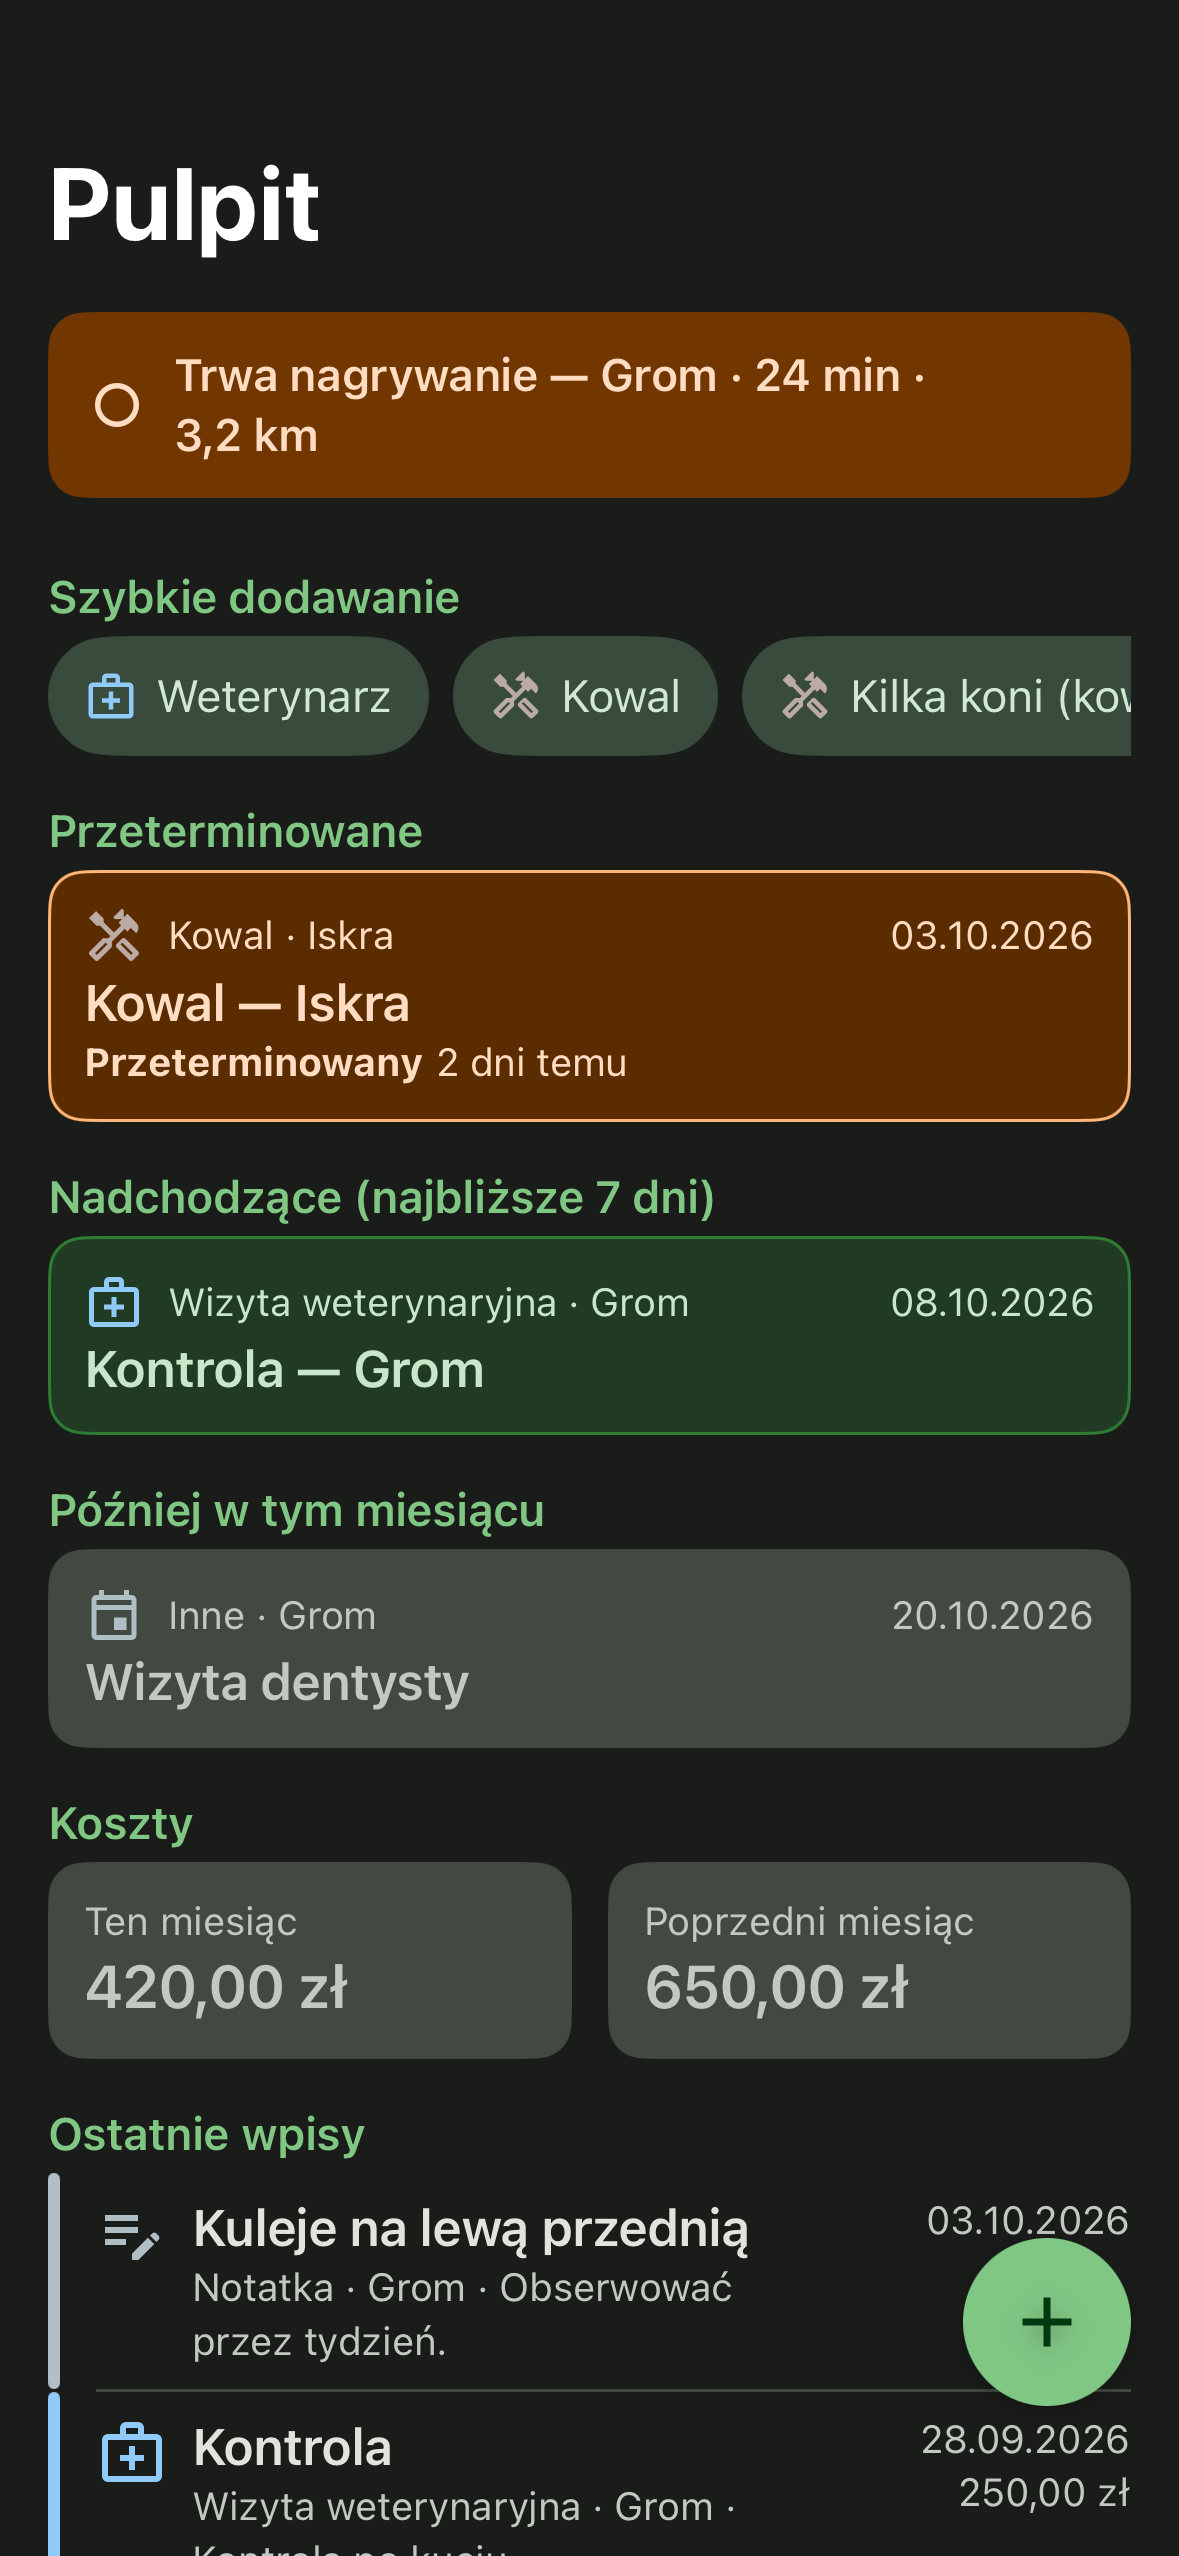 Pulpit
Trwa nagrywanie — Grom · 24 min ·
3,2 km
Szybkie dodawanie
Weterynarz
Kowal
Kilka koni (kow
Przeterminowane
Kowal · Iskra 03.10.2026
Kowal — Iskra
Przeterminowany 2 dni temu
Nadchodzące (najbliższe 7 dni)
Wizyta weterynaryjna · Grom 08.10.2026
Kontrola — Grom
Później w tym miesiącu
Inne · Grom 20.10.2026
Wizyta dentysty
Koszty
Ten miesiąc
420,00 zł
Poprzedni miesiąc
650,00 zł
Ostatnie wpisy
Kuleje na lewą przednią 03.10.2026
Notatka · Grom · Obserwować
przez tydzień.
Kontrola 28.09.2026
Wizyta weterynaryjna · Grom · 250,00 zł